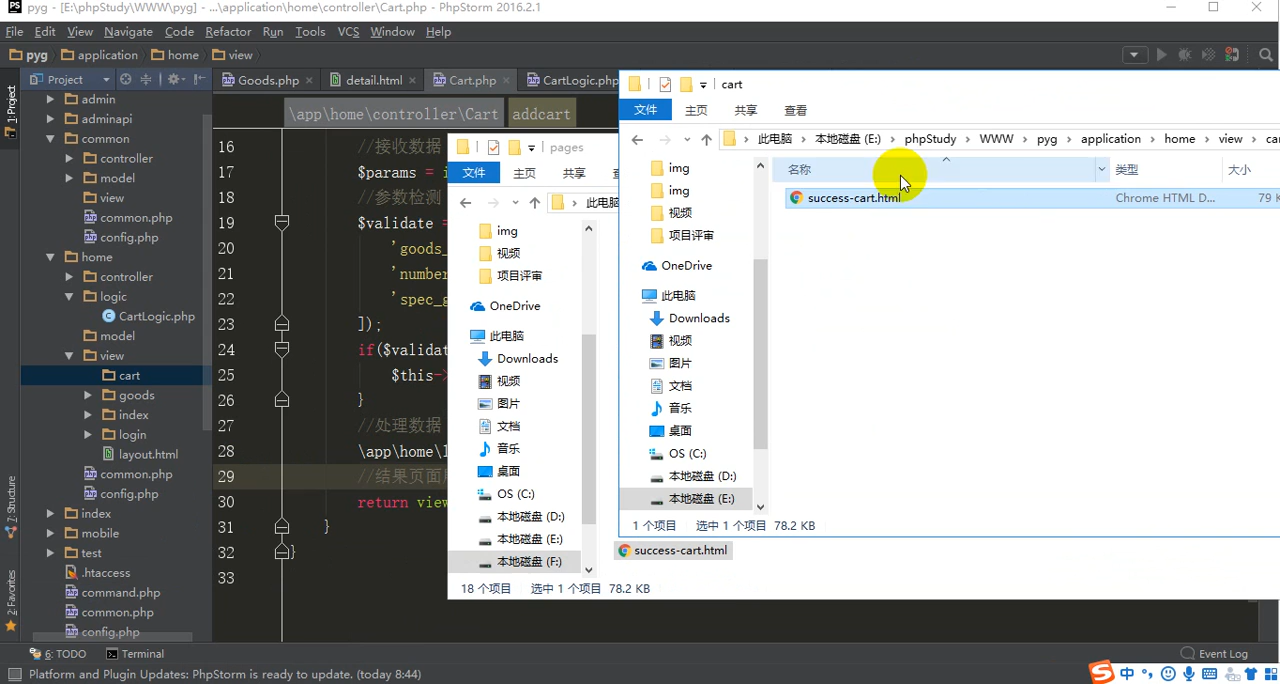 pyg - [E:\phpStudy\WWW\pyg] - ...\application\home\controller\Cart.php - PhpStorm 2016.2.1
File Edit View Navigate Code Refactor Run Tools VCS Window Help
pyg application home view
Project
Goods.php detail.html Cart.php CartLogic.php
\app\home\controller\Cart addcart
1: Project
7: Structure
2: Favorites
admin
adminapi
common
controller
model
view
common.php
config.php
home
controller
logic
CartLogic.php
model
view
cart
goods
index
login
layout.html
common.php
config.php
index
mobile
test
.htaccess
command.php
common.php
config.php
16 //接收数据
17 $params = i
18 //参数检测
19 $validate =
20 'goods_
21 'number
22 'spec_g
23 ]);
24 if($validat
25 $this-
26 }
27 //处理数据
28 \app\home\l
29 //结果页面
30 return view
31 }
32 }
33
pages
文件 主页 共享
此电脑
img
视频
项目评审
OneDrive
此电脑
Downloads
视频
图片
文档
音乐
桌面
OS (C:)
本地磁盘 (D:)
本地磁盘 (E:)
本地磁盘 (F:)
18 个项目 选中 1 个项目 78.2 KB
success-cart.html
cart
文件 主页 共享 查看
此电脑 本地磁盘 (E:) phpStudy WWW pyg application home view
名称 类型 大小
success-cart.html Chrome HTML D... 79
img
img
视频
项目评审
OneDrive
此电脑
Downloads
视频
图片
文档
音乐
桌面
OS (C:)
本地磁盘 (D:)
本地磁盘 (E:)
1 个项目 选中 1 个项目 78.2 KB
6: TODO Terminal Event Log
Platform and Plugin Updates: PhpStorm is ready to update. (today 8:44)
中